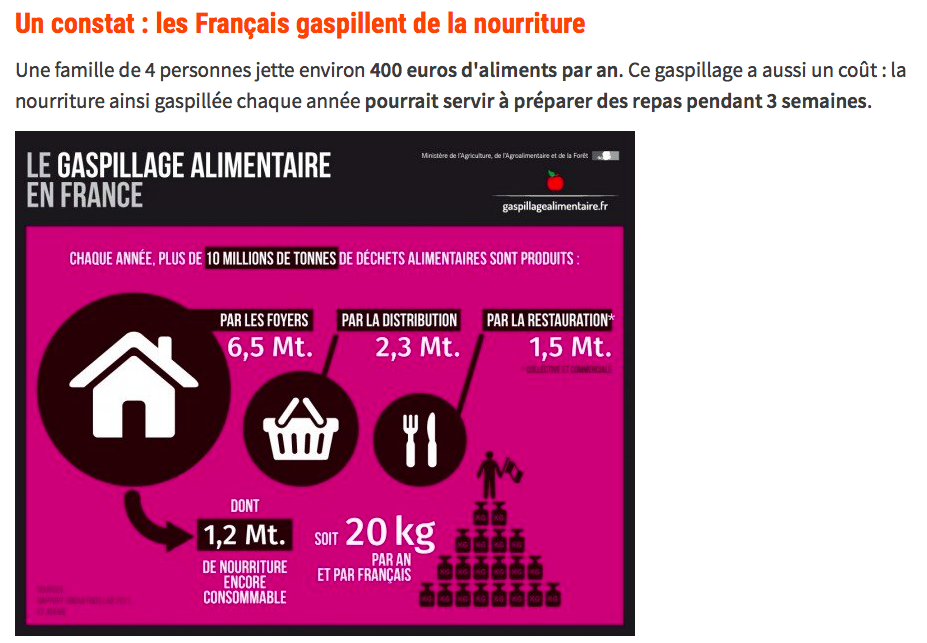 Un constat : les Français gaspillent de la nourriture
Une famille de 4 personnes jette environ 400 euros d'aliments par an. Ce gaspillage a aussi un coût : la
nourriture ainsi gaspillée chaque année pourrait servir à préparer des repas pendant 3 semaines.
LE GASPILLAGE ALIMENTAIRE
EN FRANCE
Ministère de l'Agriculture, de l'Agroalimentaire et de la Forêt
gaspillagealimentaire.fr
CHAQUE ANNÉE, PLUS DE 10 MILLIONS DE TONNES DE DÉCHETS ALIMENTAIRES SONT PRODUITS :
PAR LES FOYERS
6,5 Mt.
PAR LA DISTRIBUTION
2,3 Mt.
PAR LA RESTAURATION*
1,5 Mt.
* COLLECTIVE ET COMMERCIALE
DONT
1,2 Mt.
DE NOURRITURE
ENCORE
CONSOMMABLE
SOIT 20 kg
PAR AN
ET PAR FRANÇAIS